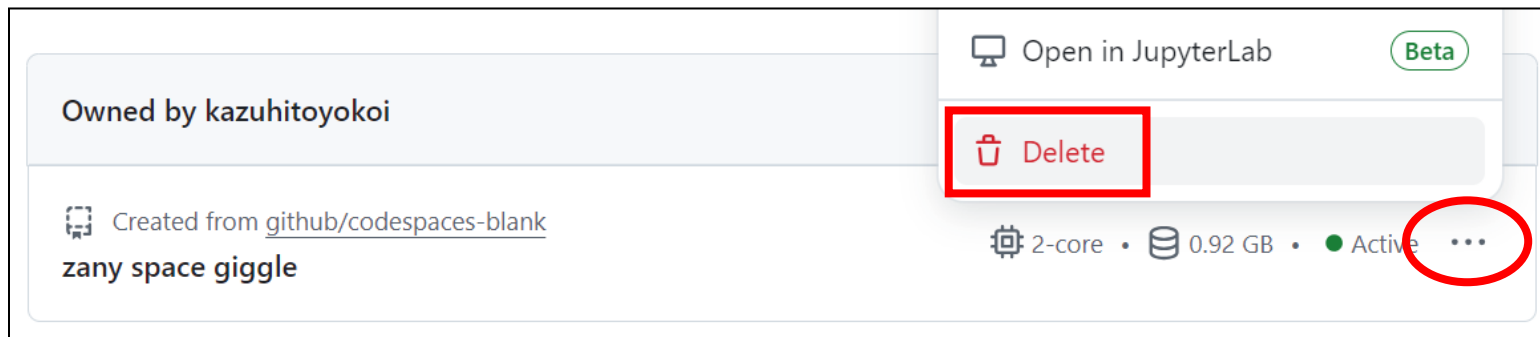 Open in JupyterLab Beta
Owned by kazuhitoyokoi
Delete
Created from github/codespaces-blank
zany space giggle
2-core • 0.92 GB • Active •••